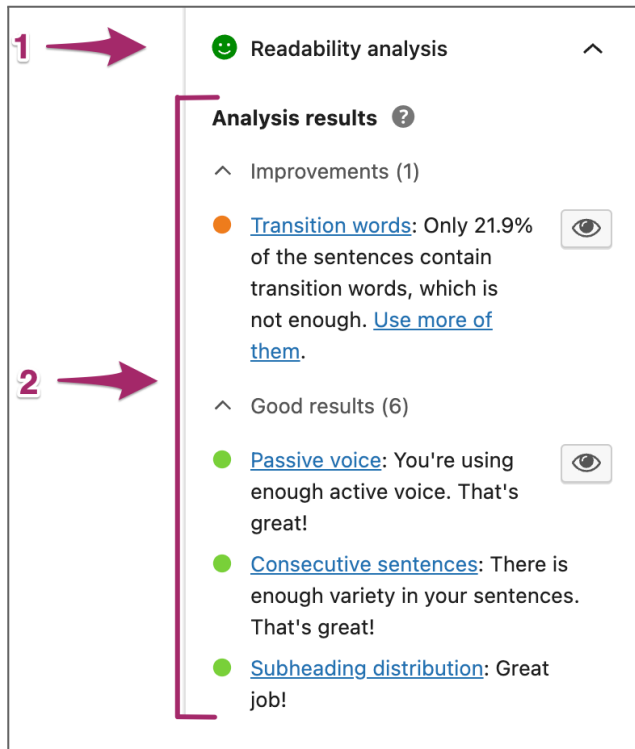 1
Readability analysis
Analysis results ?
Improvements (1)
Transition words: Only 21.9%
of the sentences contain
transition words, which is
not enough. Use more of
them.
2
Good results (6)
Passive voice: You're using
enough active voice. That's
great!
Consecutive sentences: There is
enough variety in your sentences.
That's great!
Subheading distribution: Great
job!